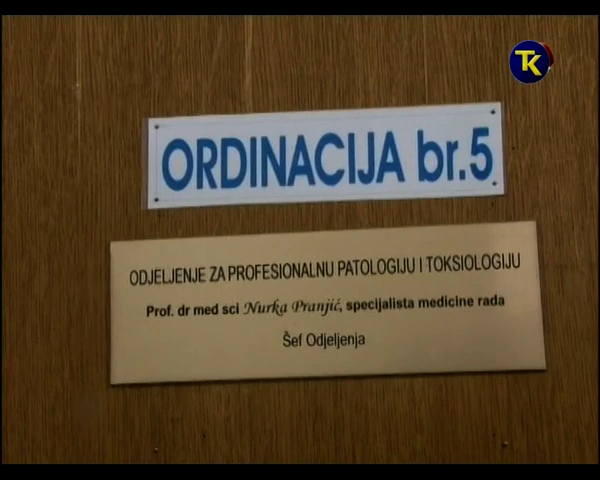 TK
ORDINACIJA br.5
ODJELJENJE ZA PROFESIONALNU PATOLOGIJU I TOKSIOLOGIJU
Prof. dr med sci Nurka Pranjić, specijalista medicine rada
Šef Odjeljenja